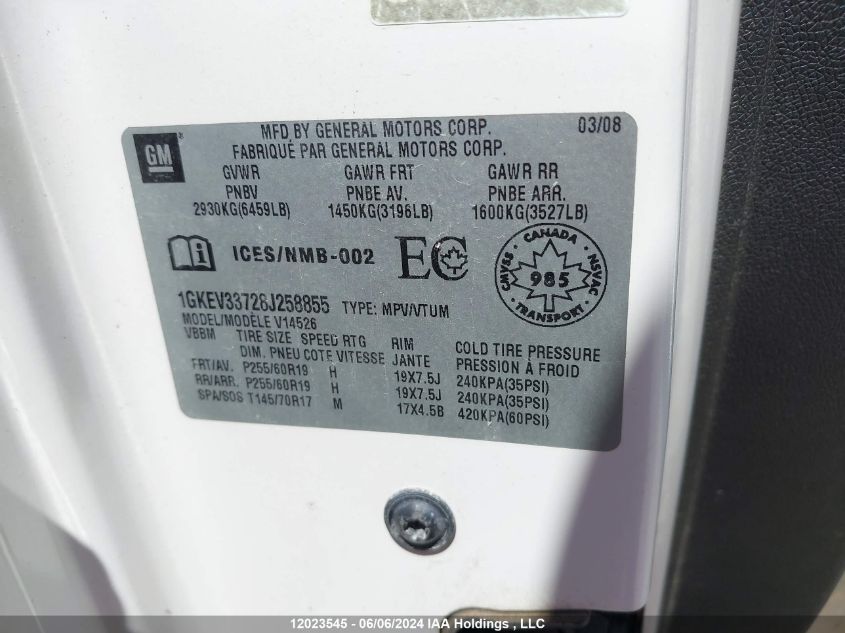 MFD BY GENERAL MOTORS CORP. 03/08
FABRIQUÉ PAR GENERAL MOTORS CORP.
GM
GVWR GAWR FRT GAWR RR
PNBV PNBE AV. PNBE ARR.
2930KG(6459LB) 1450KG(3196LB) 1600KG(3527LB)
i ICES/NMB-002 EC
CANADA
CMVSS 985 NSVAC
TRANSPORT
1GKEV33728J258855 TYPE: MPV/VTUM
MODEL/MODÈLE V14526
VBBM TIRE SIZE SPEED RTG RIM COLD TIRE PRESSURE
DIM. PNEU COTE VITESSE JANTE PRESSION À FROID
FRT/AV. P255/60R19 H 19X7.5J 240KPA(35PSI)
RR/ARR. P255/60R19 H 19X7.5J 240KPA(35PSI)
SPA/SOS T145/70R17 M 17X4.5B 420KPA(60PSI)
12023545 - 06/06/2024 IAA Holdings , LLC